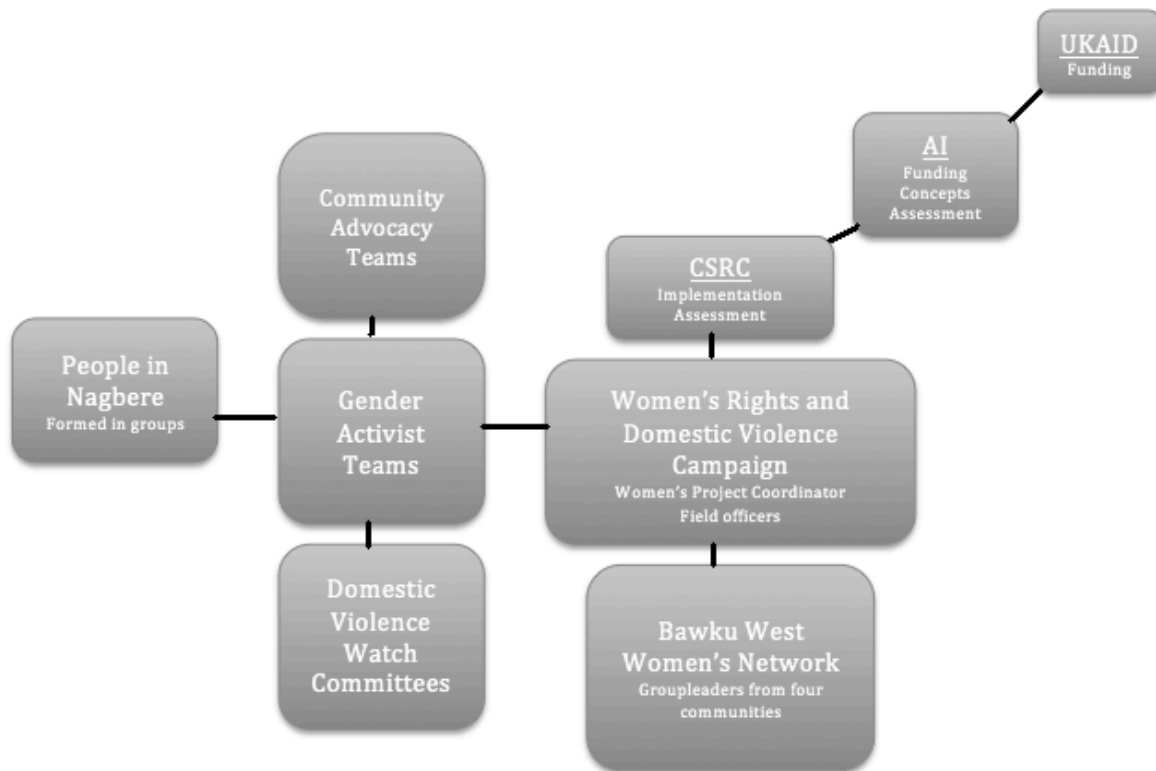 UKAID
Funding
AI
Funding
Concepts
Assessment
Community
Advocacy
Teams
CSRC
Implementation
Assessment
People in
Nagbere
Formed in groups
Gender
Activist
Teams
Women's Rights and
Domestic Violence
Campaign
Women's Project Coordinator
Field officers
Domestic
Violence
Watch
Committees
Bawku West
Women's Network
Groupleaders from four
communities